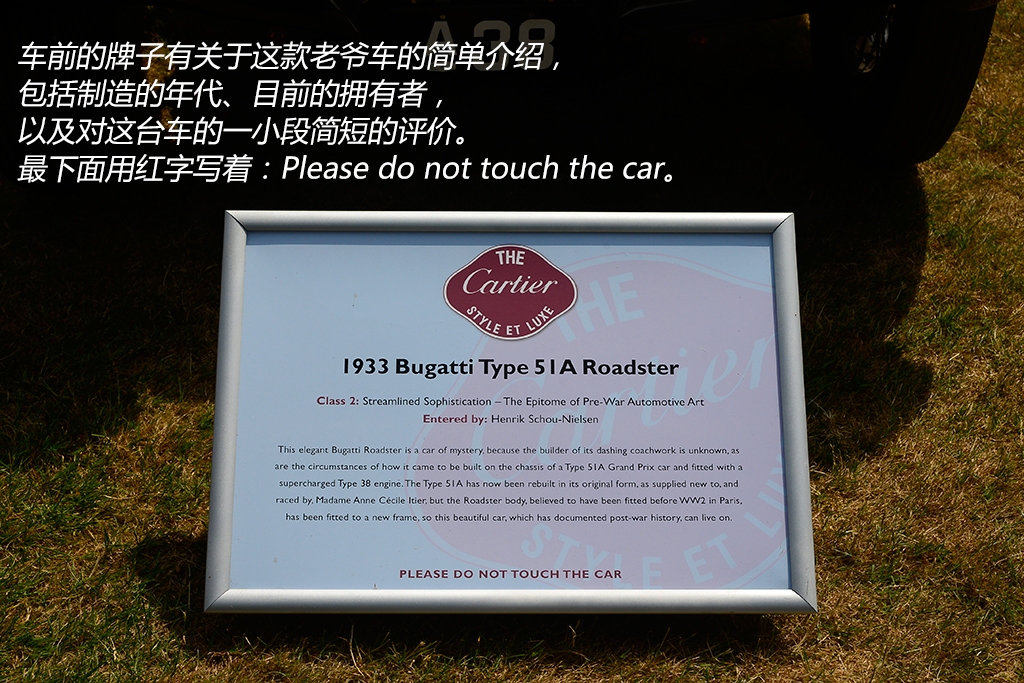 A38
车前的牌子有关于这款老爷车的简单介绍，
包括制造的年代、目前的拥有者，
以及对这台车的一小段简短的评价。
最下面用红字写着：Please do not touch the car。
THE
Cartier
STYLE ET LUXE
THE
Cartier
STYLE ET LUXE
1933 Bugatti Type 51A Roadster
Class 2: Streamlined Sophistication – The Epitome of Pre-War Automotive Art
Entered by: Henrik Schou-Nielsen
This elegant Bugatti Roadster is a car of mystery, because the builder of its dashing coachwork is unknown, as
are the circumstances of how it came to be built on the chassis of a Type 51A Grand Prix car and fitted with a
supercharged Type 38 engine. The Type 51A has now been rebuilt in its original form, as supplied new to, and
raced by, Madame Anne Cécile Itier, but the Roadster body, believed to have been fitted before WW2 in Paris,
has been fitted to a new frame, so this beautiful car, which has documented post-war history, can live on.
PLEASE DO NOT TOUCH THE CAR